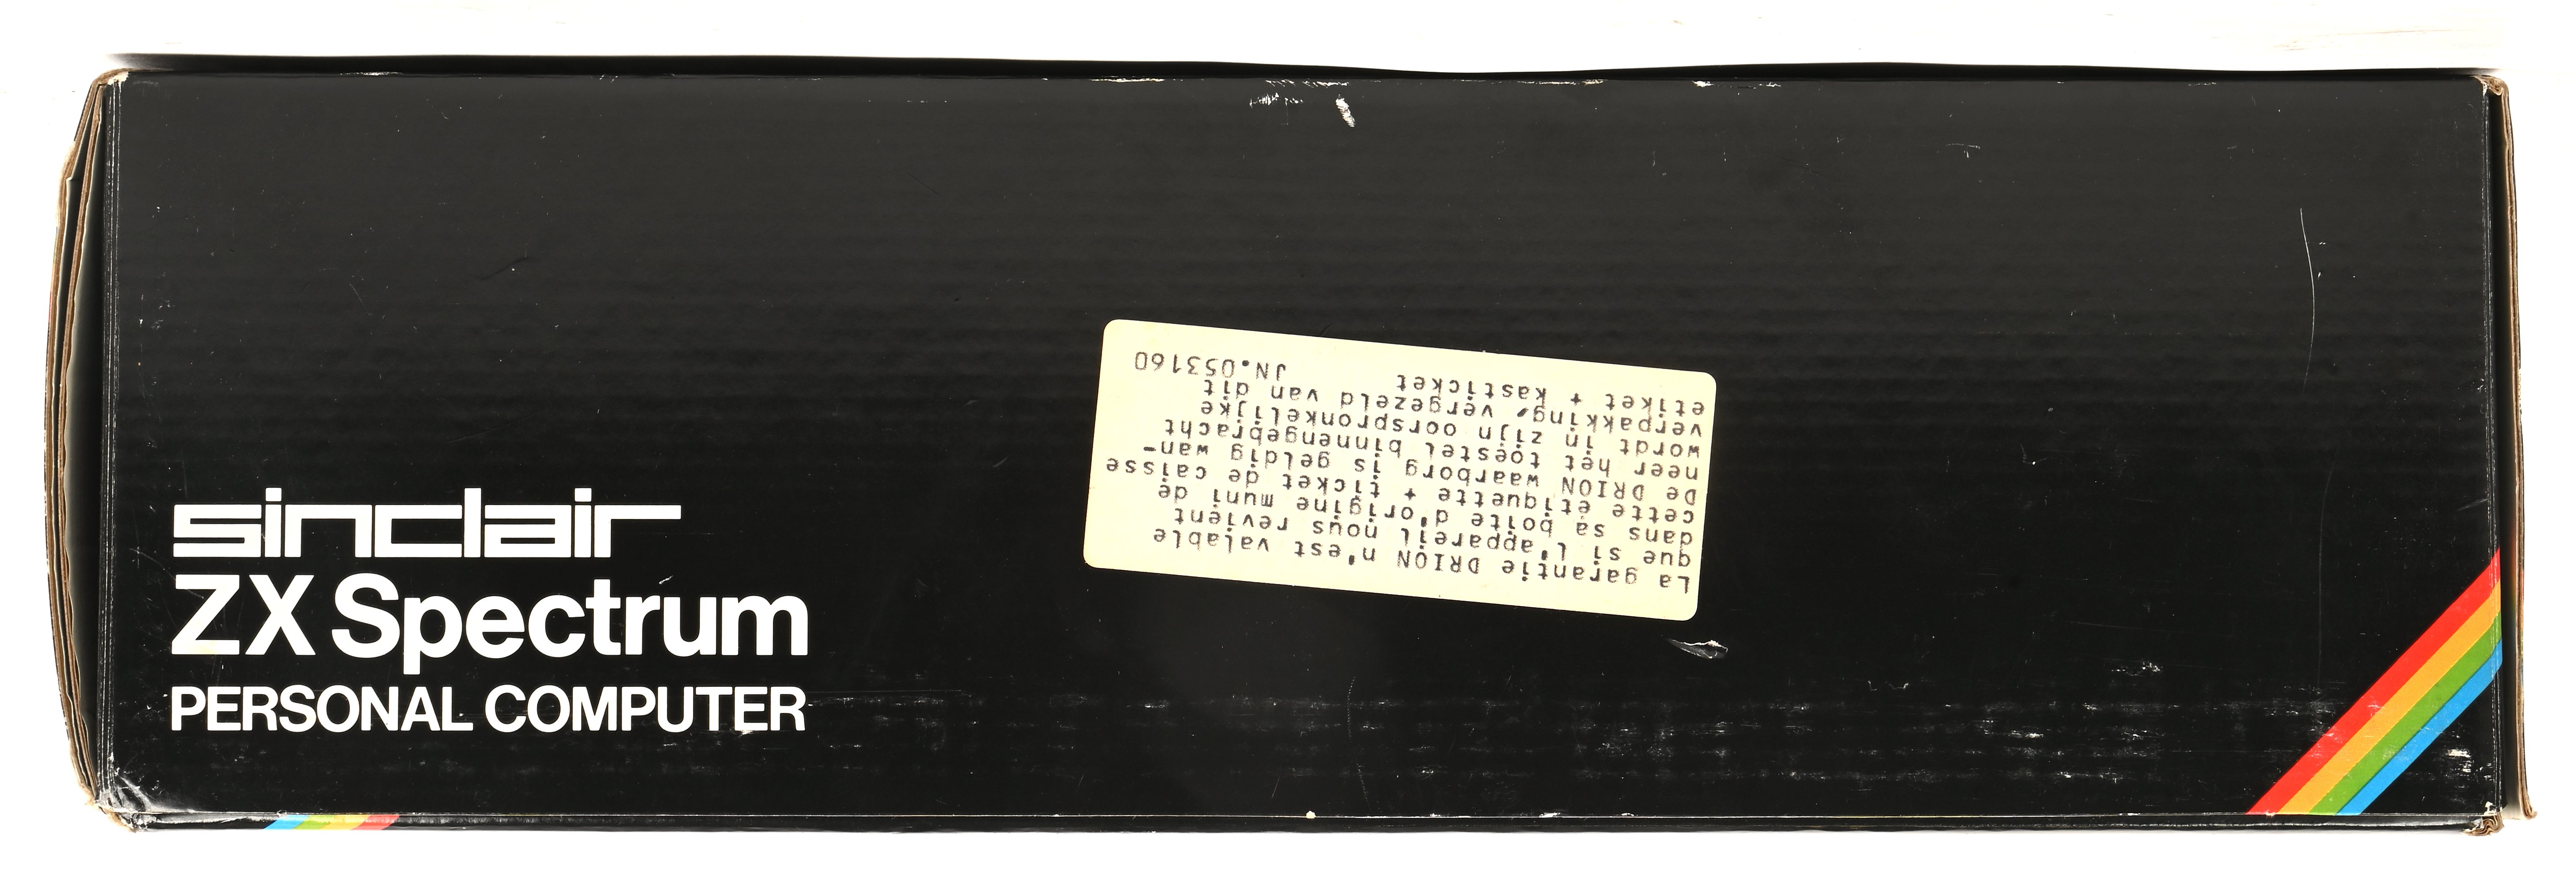 sinclair
ZX Spectrum
PERSONAL COMPUTER
La garantie DRION n'est valable
que si l'appareil nous revient
dans sa boite d'origine muni de
cette etiquette + ticket de caisse
De DRION waarborg is geldig wan-
neer het toestel binnengebracht
wordt in zijn oorspronkelijke
verpakking, vergezeld van dit
etiket + kasticket
JN.053160